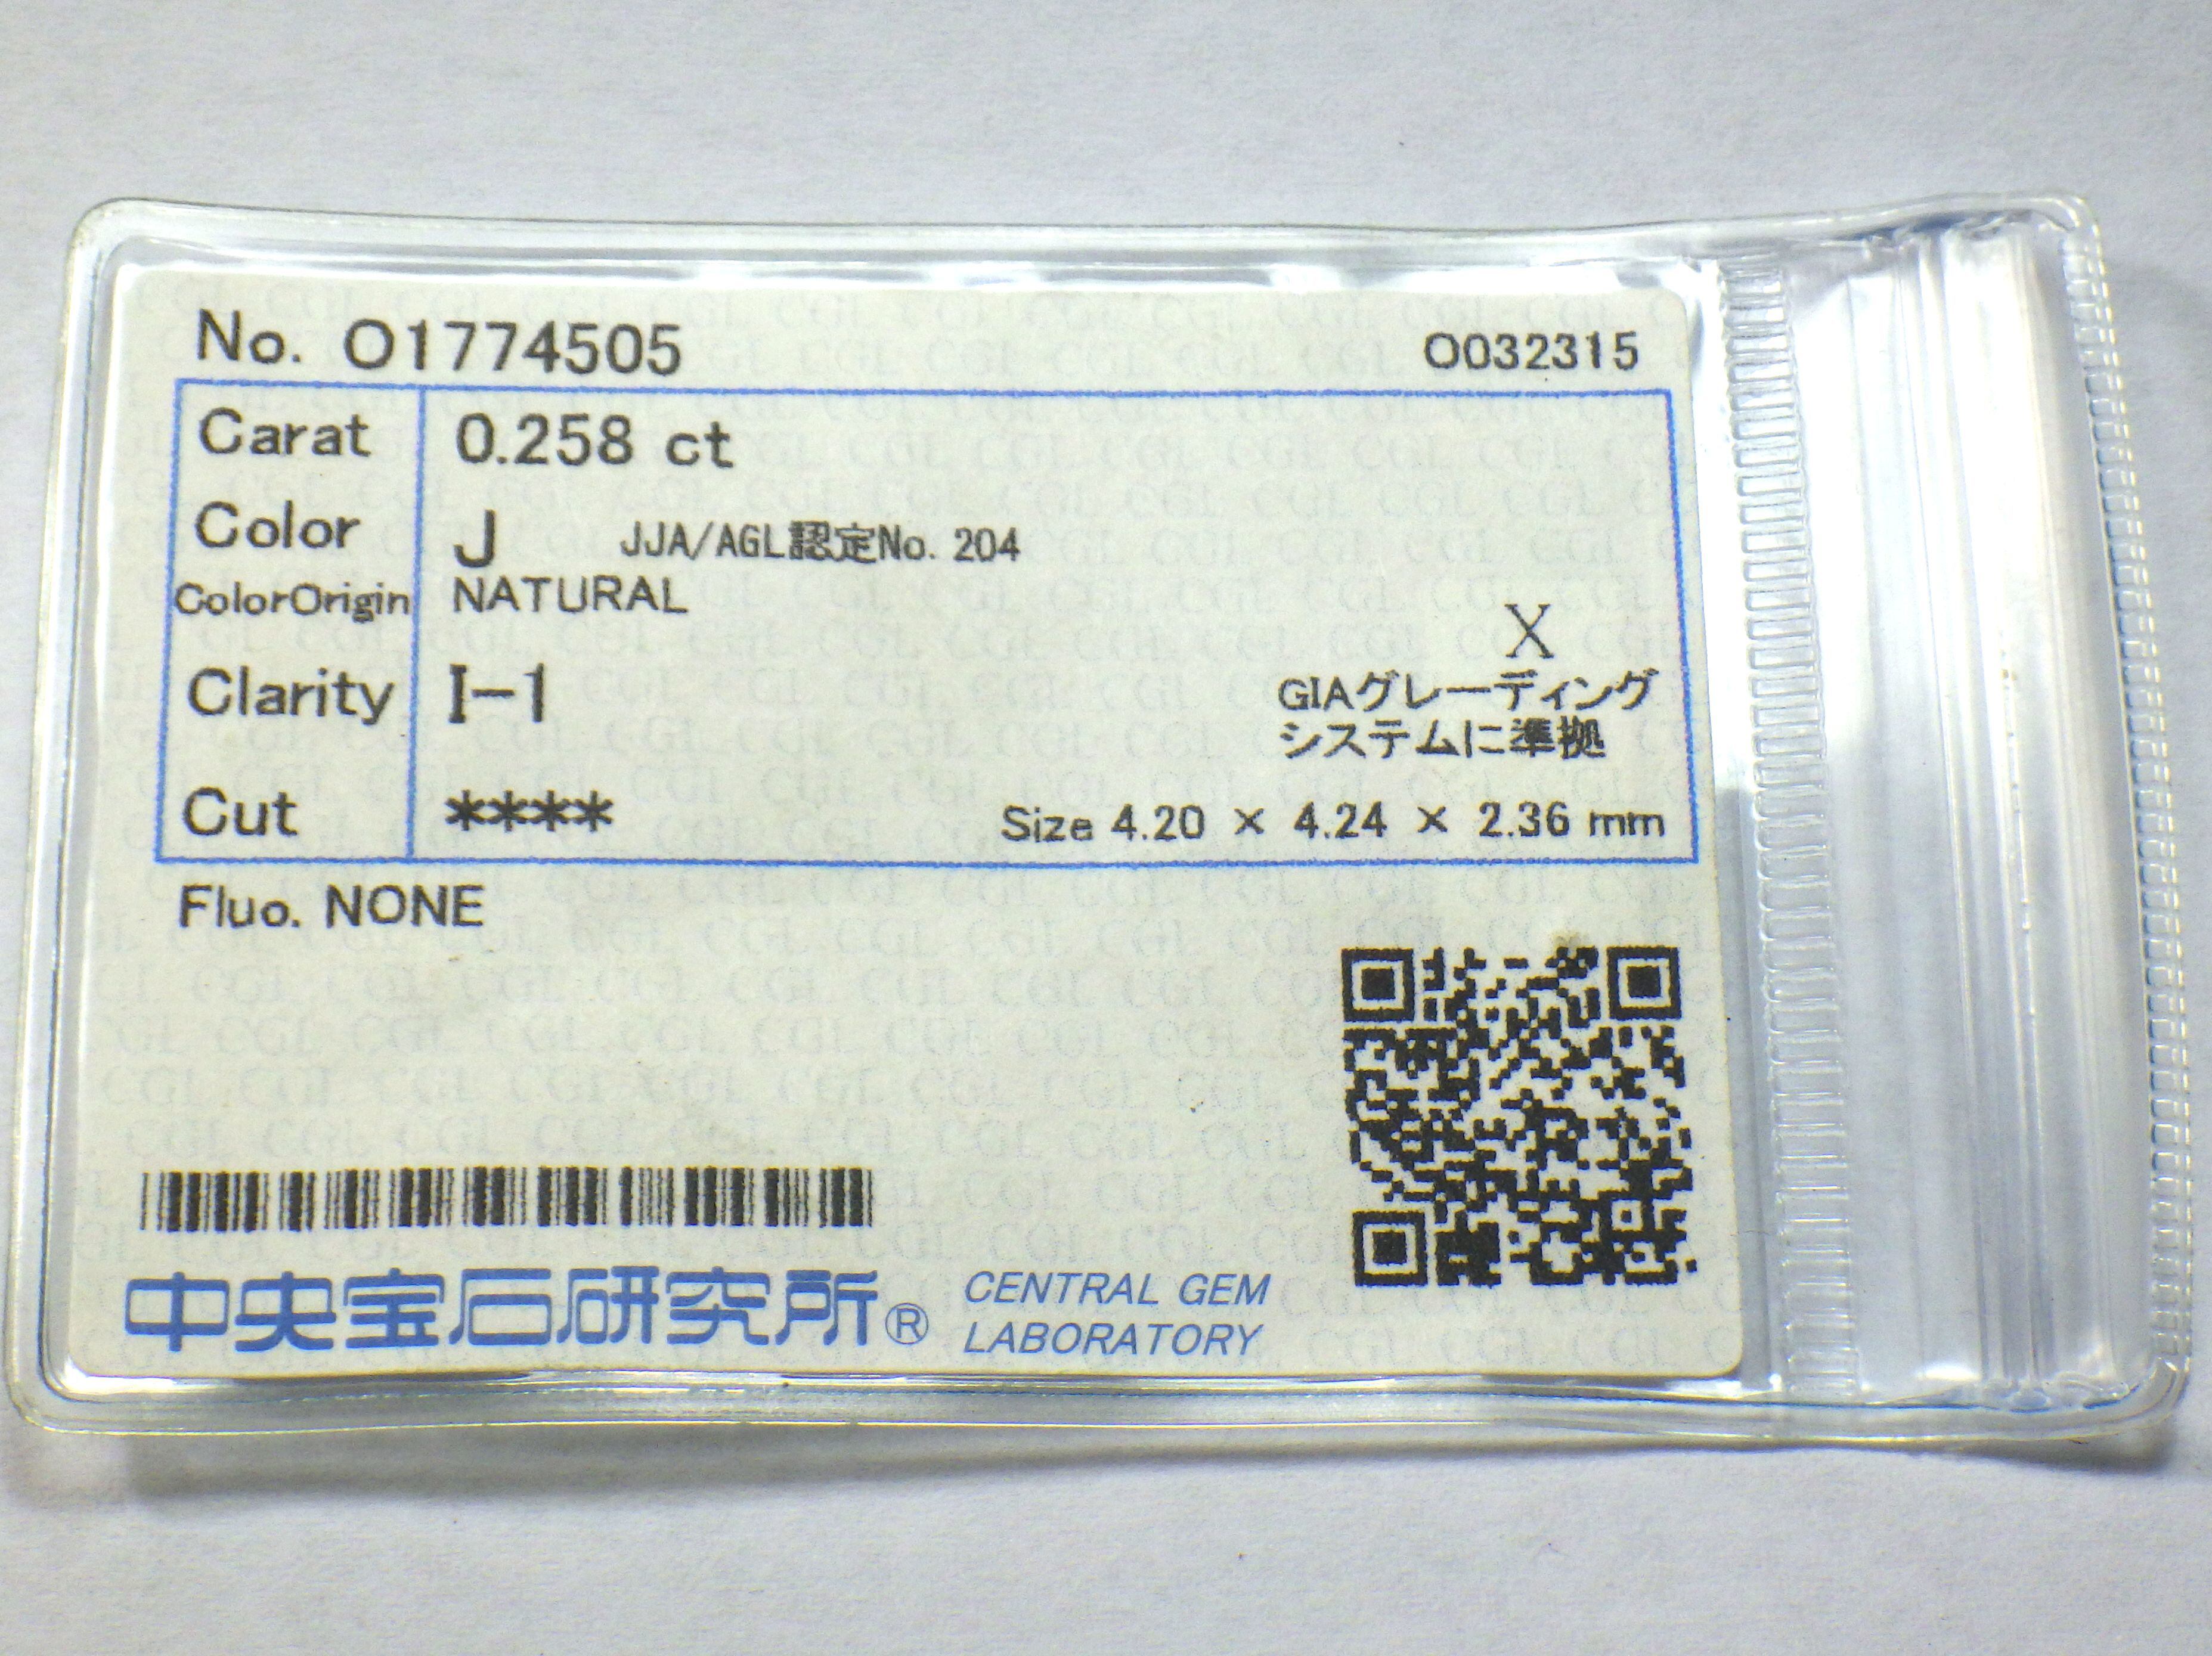 No. O1774505 O032315
Carat 0.258 ct
Color J JJA/AGL認定No. 204
ColorOrigin NATURAL
X
Clarity I-1 GIAグレーディング
システムに準拠
Cut **** Size 4.20 × 4.24 × 2.36 mm
Fluo. NONE
中央宝石研究所® CENTRAL GEM
LABORATORY